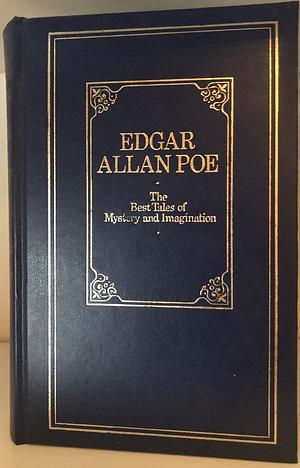 EDGAR
ALLAN POE
The
Best Tales of
Mystery and Imagination